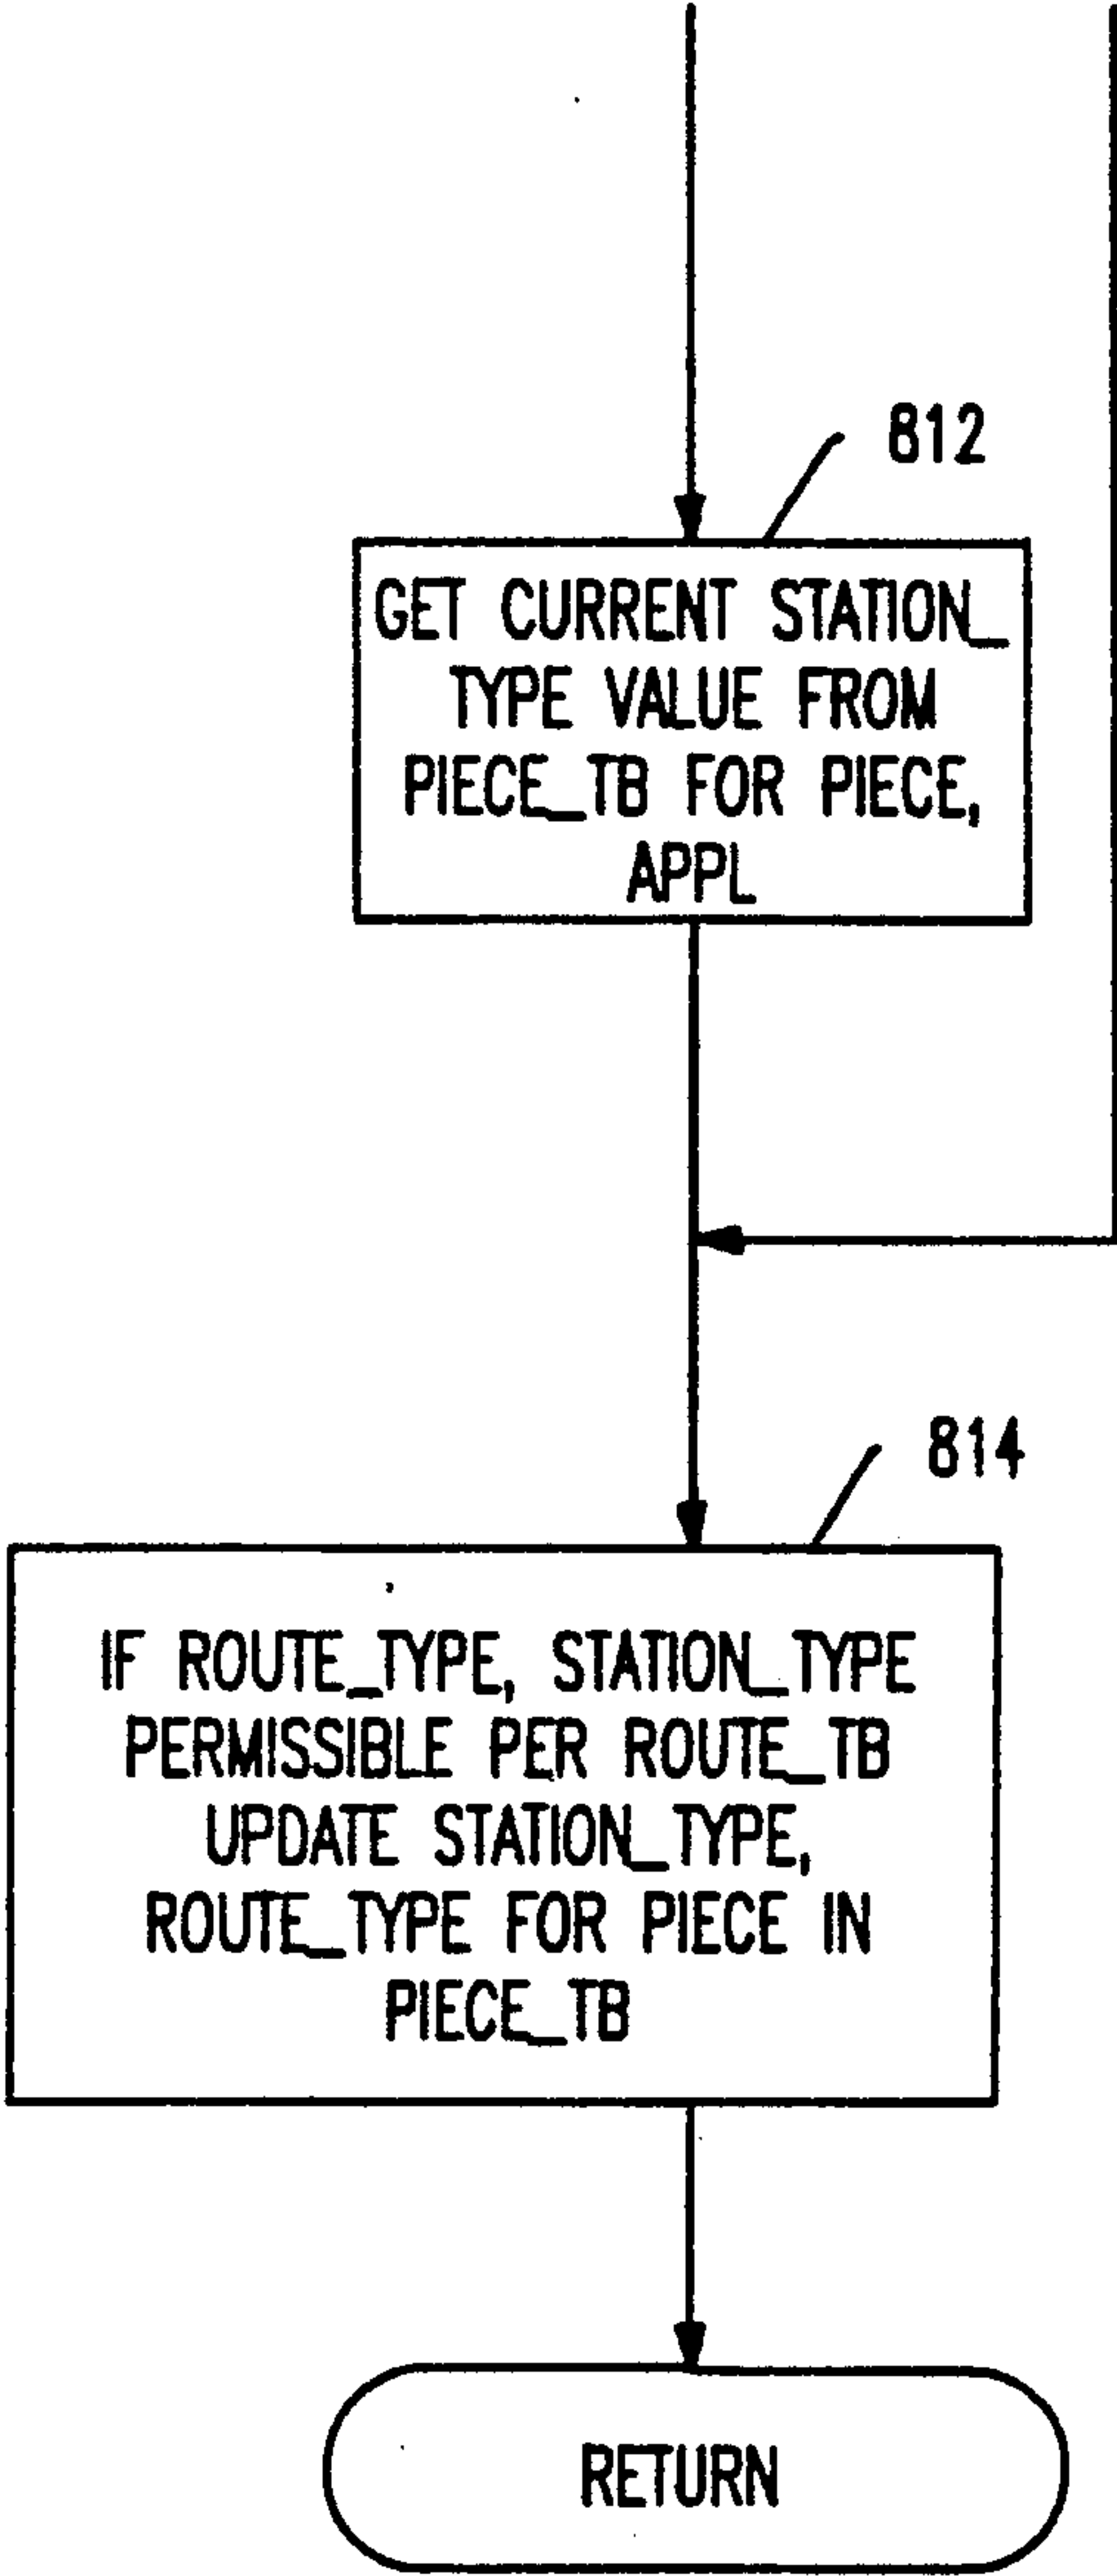 812
GET CURRENT STATION_
TYPE VALUE FROM
PIECE_TB FOR PIECE,
APPL
814
IF ROUTE_TYPE, STATION_TYPE
PERMISSIBLE PER ROUTE_TB
UPDATE STATION_TYPE,
ROUTE_TYPE FOR PIECE IN
PIECE_TB
RETURN